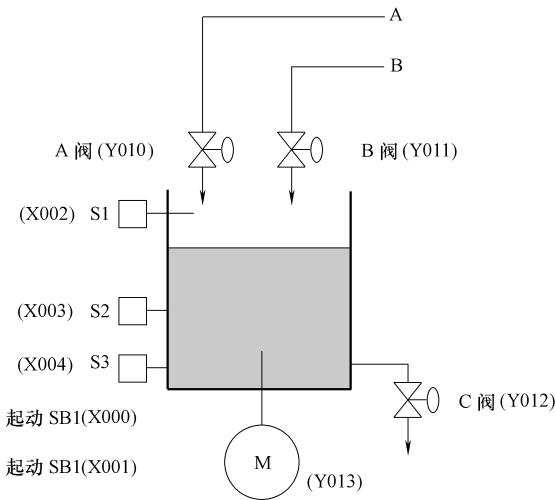 A
B
A 阀 (Y010)
B 阀 (Y011)
(X002) S1
(X003) S2
(X004) S3
C 阀 (Y012)
起动 SB1(X000)
起动 SB1(X001)
M
(Y013)